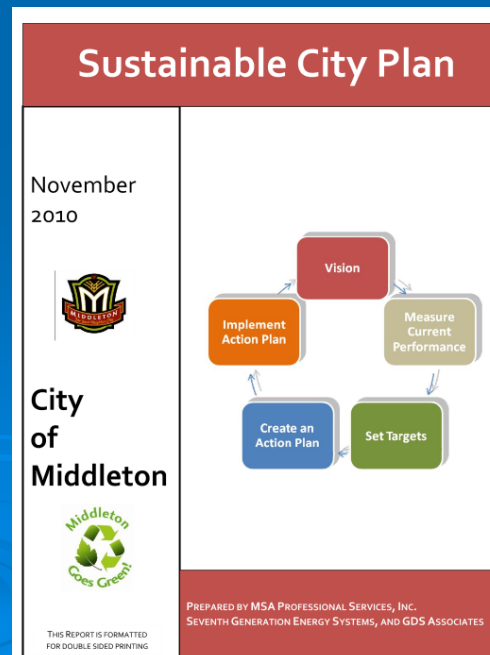 Sustainable City Plan
November
2010
MIDDLETON
City
of
Middleton
Middleton
Goes Green!
THIS REPORT IS FORMATTED
FOR DOUBLE SIDED PRINTING
Vision
Measure
Current
Performance
Set Targets
Create an
Action Plan
Implement
Action Plan
PREPARED BY MSA PROFESSIONAL SERVICES, INC.
SEVENTH GENERATION ENERGY SYSTEMS, AND GDS ASSOCIATES